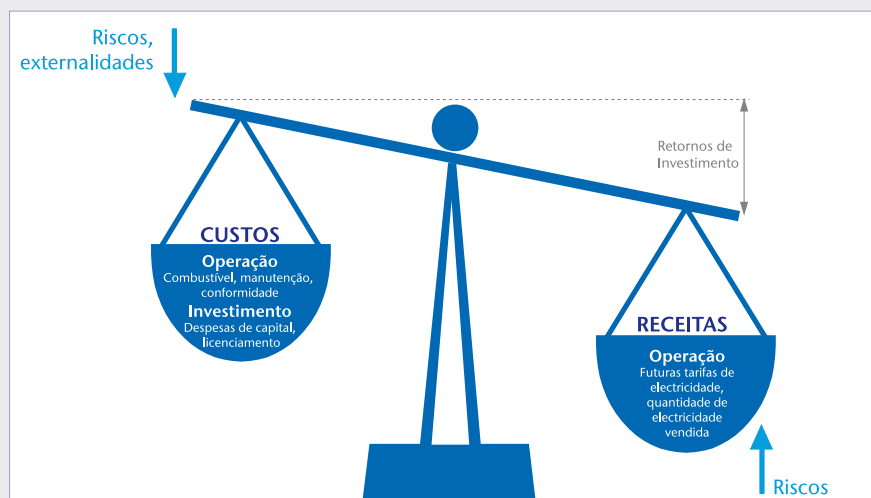 Riscos,
externalidades
Retornos de
Investimento
CUSTOS
Operação
Combustível, manutenção,
conformidade
Investimento
Despesas de capital,
licenciamento
RECEITAS
Operação
Futuras tarifas de
electricidade,
quantidade de
electricidade
vendida
Riscos